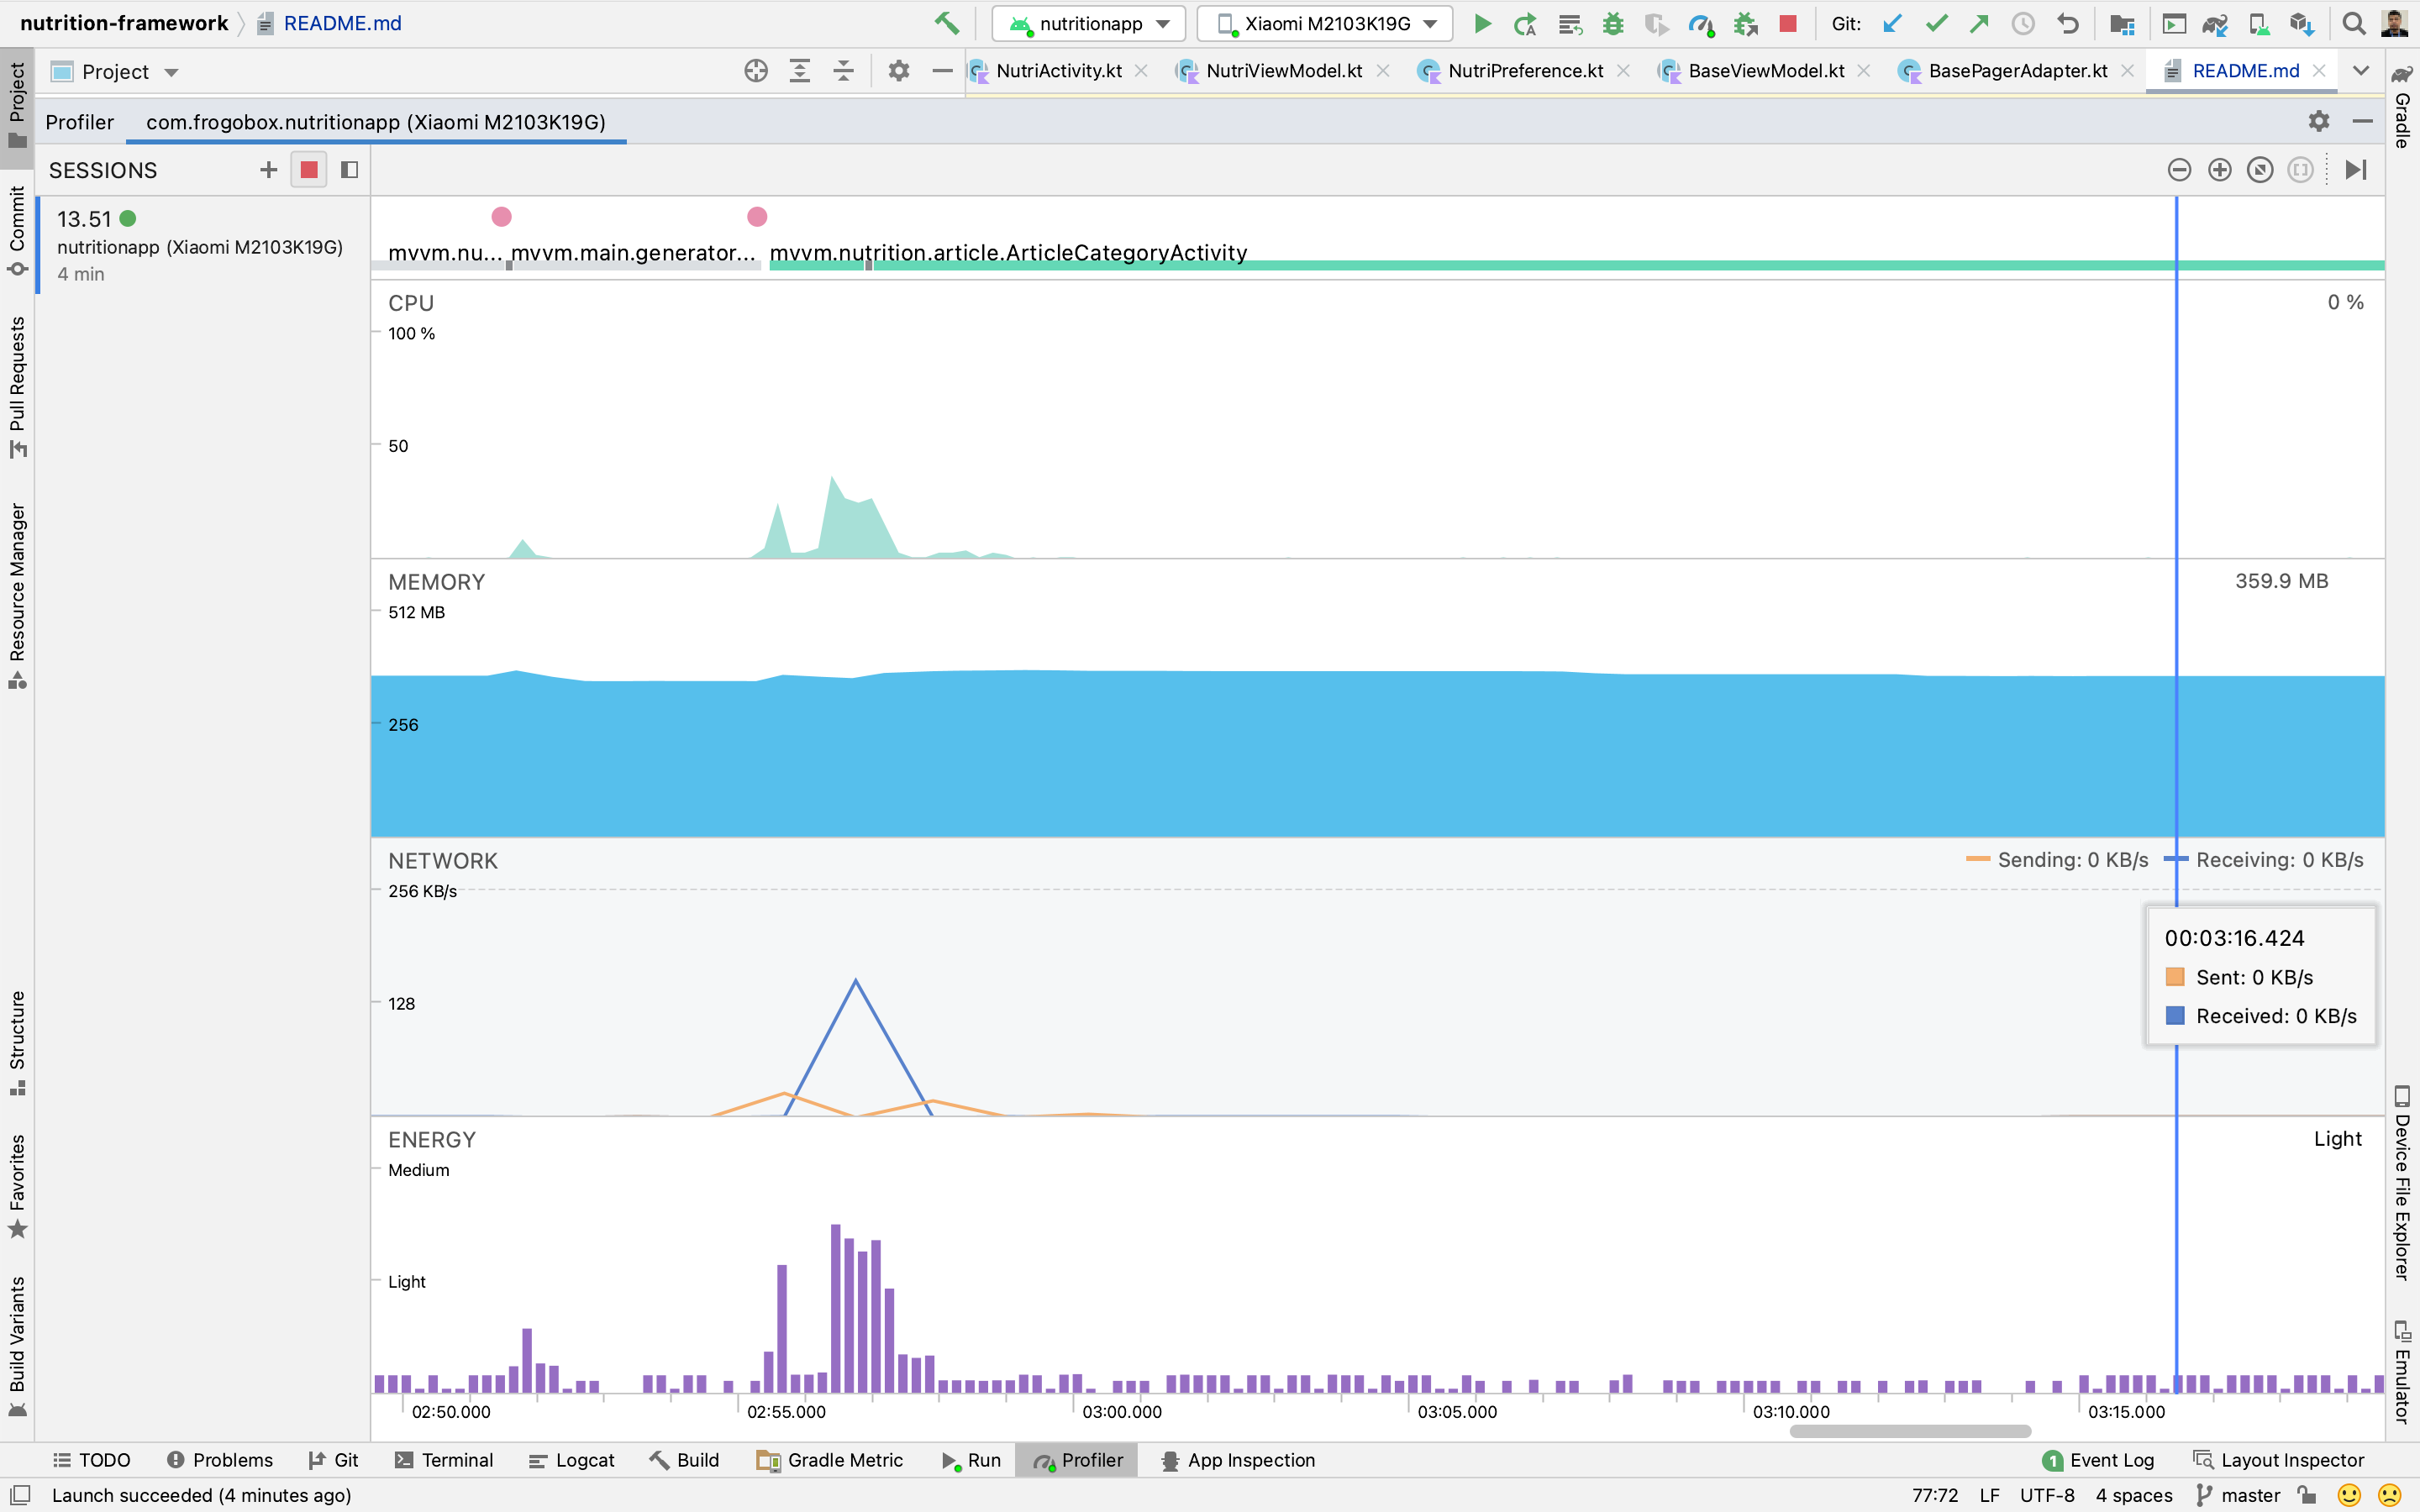 nutrition-framework README.md nutritionapp Xiaomi M2103K19G Git:
Project NutriActivity.kt NutriViewModel.kt NutriPreference.kt BaseViewModel.kt BasePagerAdapter.kt README.md
Profiler com.frogobox.nutritionapp (Xiaomi M2103K19G)
SESSIONS
13.51
nutritionapp (Xiaomi M2103K19G)
4 min
mvvm.nu... mvvm.main.generator... mvvm.nutrition.article.ArticleCategoryActivity
CPU 0 %
100 %
50
MEMORY 359.9 MB
512 MB
256
NETWORK Sending: 0 KB/s Receiving: 0 KB/s
256 KB/s
128
00:03:16.424
Sent: 0 KB/s
Received: 0 KB/s
ENERGY Light
Medium
Light
02:50.000 02:55.000 03:00.000 03:05.000 03:10.000 03:15.000
Project
Commit
Pull Requests
Resource Manager
Structure
Favorites
Build Variants
Gradle
Device File Explorer
Emulator
TODO Problems Git Terminal Logcat Build Gradle Metric Run Profiler App Inspection 1 Event Log Layout Inspector
Launch succeeded (4 minutes ago) 77:72 LF UTF-8 4 spaces master